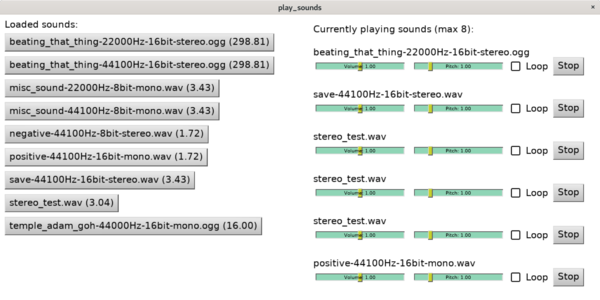 play_sounds
Loaded sounds:
beating_that_thing-22000Hz-16bit-stereo.ogg (298.81)
beating_that_thing-44100Hz-16bit-stereo.ogg (298.81)
misc_sound-22000Hz-8bit-mono.wav (3.43)
misc_sound-44100Hz-8bit-mono.wav (3.43)
negative-44100Hz-8bit-stereo.wav (1.72)
positive-44100Hz-16bit-mono.wav (1.72)
save-44100Hz-16bit-stereo.wav (3.43)
stereo_test.wav (3.04)
temple_adam_goh-44000Hz-16bit-mono.ogg (16.00)
Currently playing sounds (max 8):
beating_that_thing-22000Hz-16bit-stereo.ogg
Volume 1.00 Pitch: 1.00 Loop Stop
save-44100Hz-16bit-stereo.wav
Volume 1.00 Pitch: 1.00 Loop Stop
stereo_test.wav
Volume 1.00 Pitch: 1.00 Loop Stop
stereo_test.wav
Volume 1.00 Pitch: 1.00 Loop Stop
stereo_test.wav
Volume 1.00 Pitch: 1.00 Loop Stop
positive-44100Hz-16bit-mono.wav
Volume 1.00 Pitch: 1.00 Loop Stop